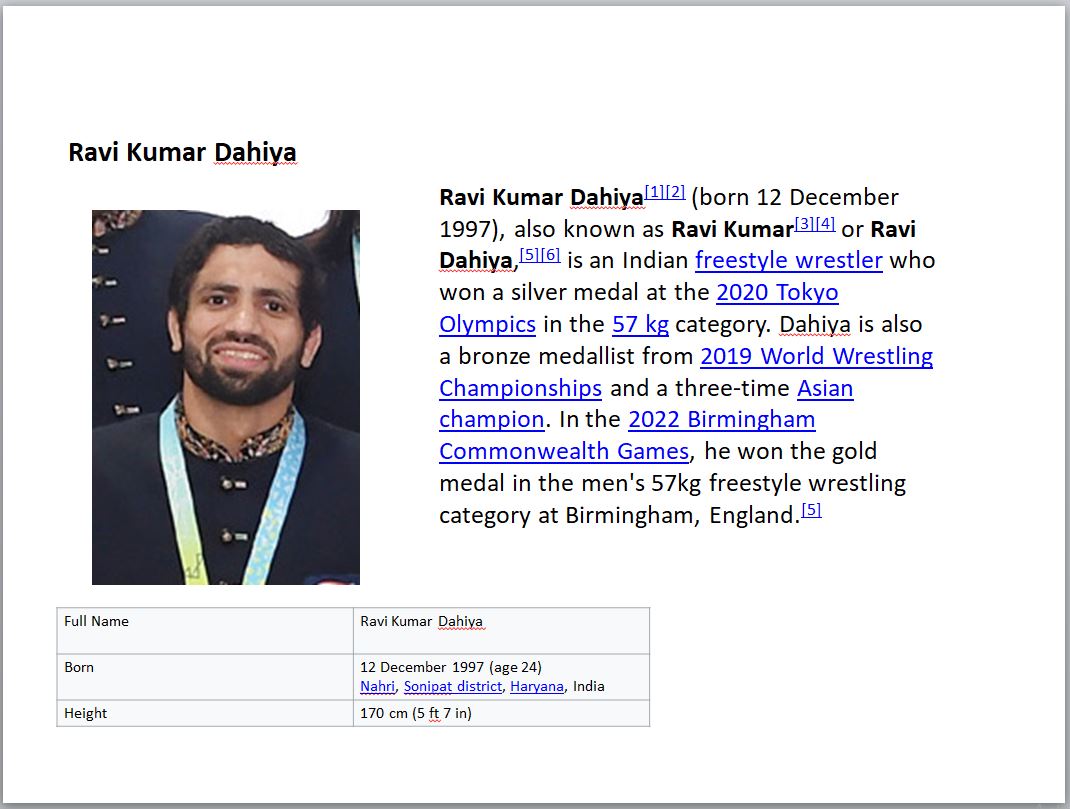 Ravi Kumar Dahiya
Ravi Kumar Dahiya[1][2] (born 12 December
1997), also known as Ravi Kumar[3][4] or Ravi
Dahiya,[5][6] is an Indian freestyle wrestler who
won a silver medal at the 2020 Tokyo
Olympics in the 57 kg category. Dahiya is also
a bronze medallist from 2019 World Wrestling
Championships and a three-time Asian
champion. In the 2022 Birmingham
Commonwealth Games, he won the gold
medal in the men's 57kg freestyle wrestling
category at Birmingham, England.[5]
Full Name Ravi Kumar Dahiya
Born 12 December 1997 (age 24)
Nahri, Sonipat district, Haryana, India
Height 170 cm (5 ft 7 in)